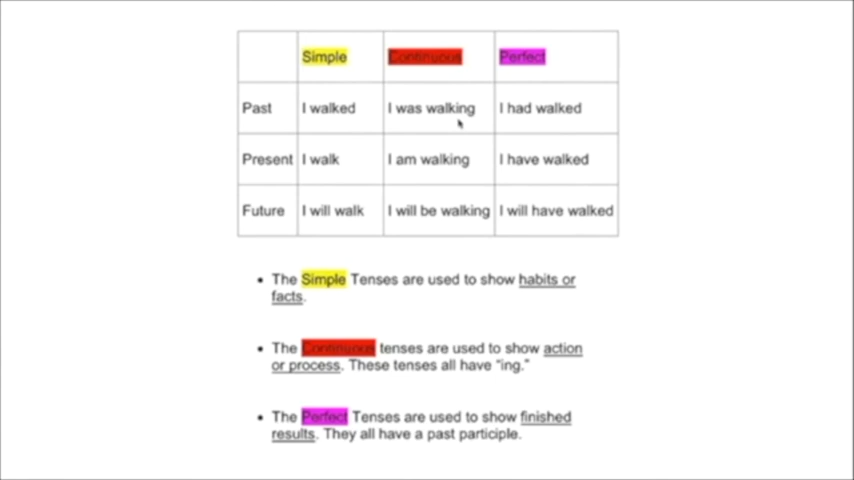 Simple Continuous Perfect
Past I walked I was walking I had walked
Present I walk I am walking I have walked
Future I will walk I will be walking I will have walked
• The Simple Tenses are used to show habits or
facts.
• The Continuous tenses are used to show action
or process. These tenses all have “ing.”
• The Perfect Tenses are used to show finished
results. They all have a past participle.